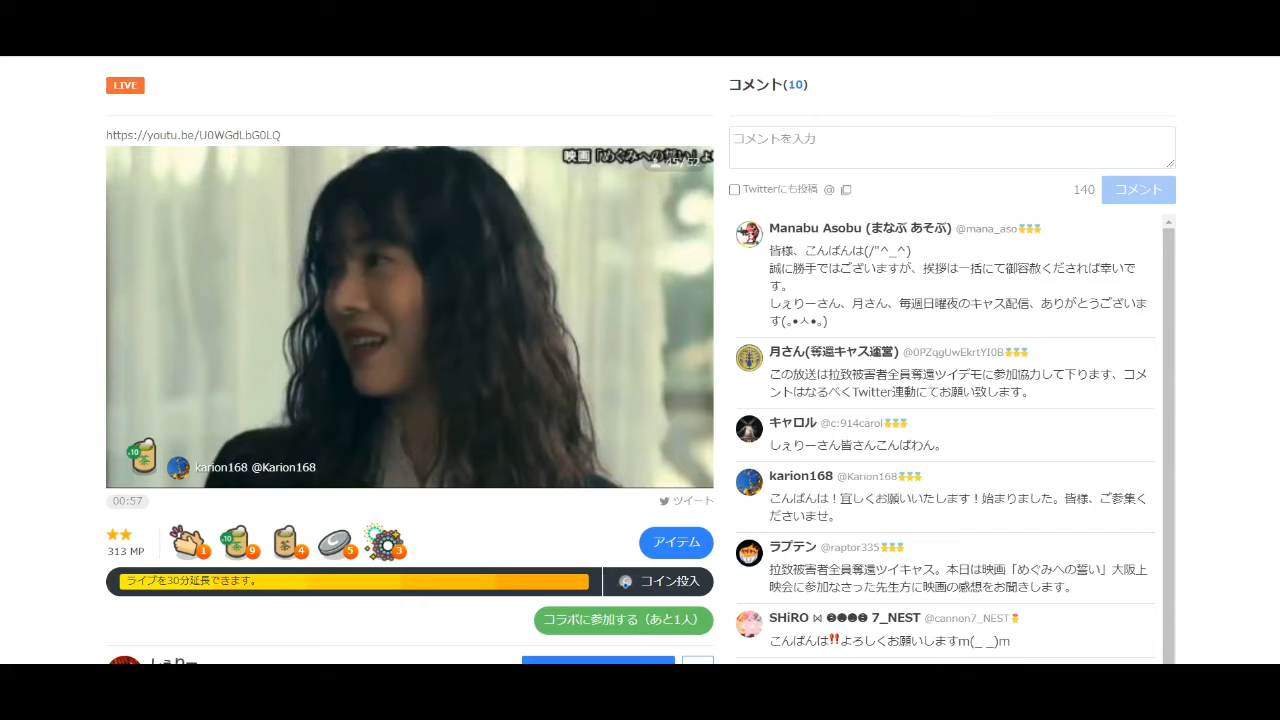 LIVE
https://youtu.be/U0WGdLbG0LQ
映画「めぐみへの誓い」よ
karion168 @Karion168
00:57
ツイート
313 MP
+10
茶
1
9
4
5
3
アイテム
ライブを30分延長できます。
コイン投入
コラボに参加する（あと1人）
しぇりー
コメント(10)
コメントを入力
Twitterにも投稿 @
140
コメント
Manabu Asobu (まなぶ あそぶ) @mana_aso
皆様、こんばんは(/"^_^)
誠に勝手ではございますが、挨拶は一括にて御容赦くだされば幸いで
す。
しぇりーさん、月さん、毎週日曜夜のキャス配信、ありがとうございま
す(｡•ㅅ•｡)
月さん(奪還キャス運営) @0PZqgUwEkrtYI0B
この放送は拉致被害者全員奪還ツイデモに参加協力して下ります、コメ
ントはなるべくTwitter連動にてお願い致します。
キャロル @c:914carol
しぇりーさん皆さんこんばわん。
karion168 @Karion168
こんばんは！宜しくお願いいたします！始まりました。皆様、ご参集く
ださいませ。
ラプテン @raptor335
拉致被害者全員奪還ツイキャス。本日は映画「めぐみへの誓い」大阪上
映会に参加なさった先生方に映画の感想をお聞きします。
SHiRO ⋈ 7_NEST @cannon7_NEST
こんばんは‼よろしくお願いしますm(_ _)m